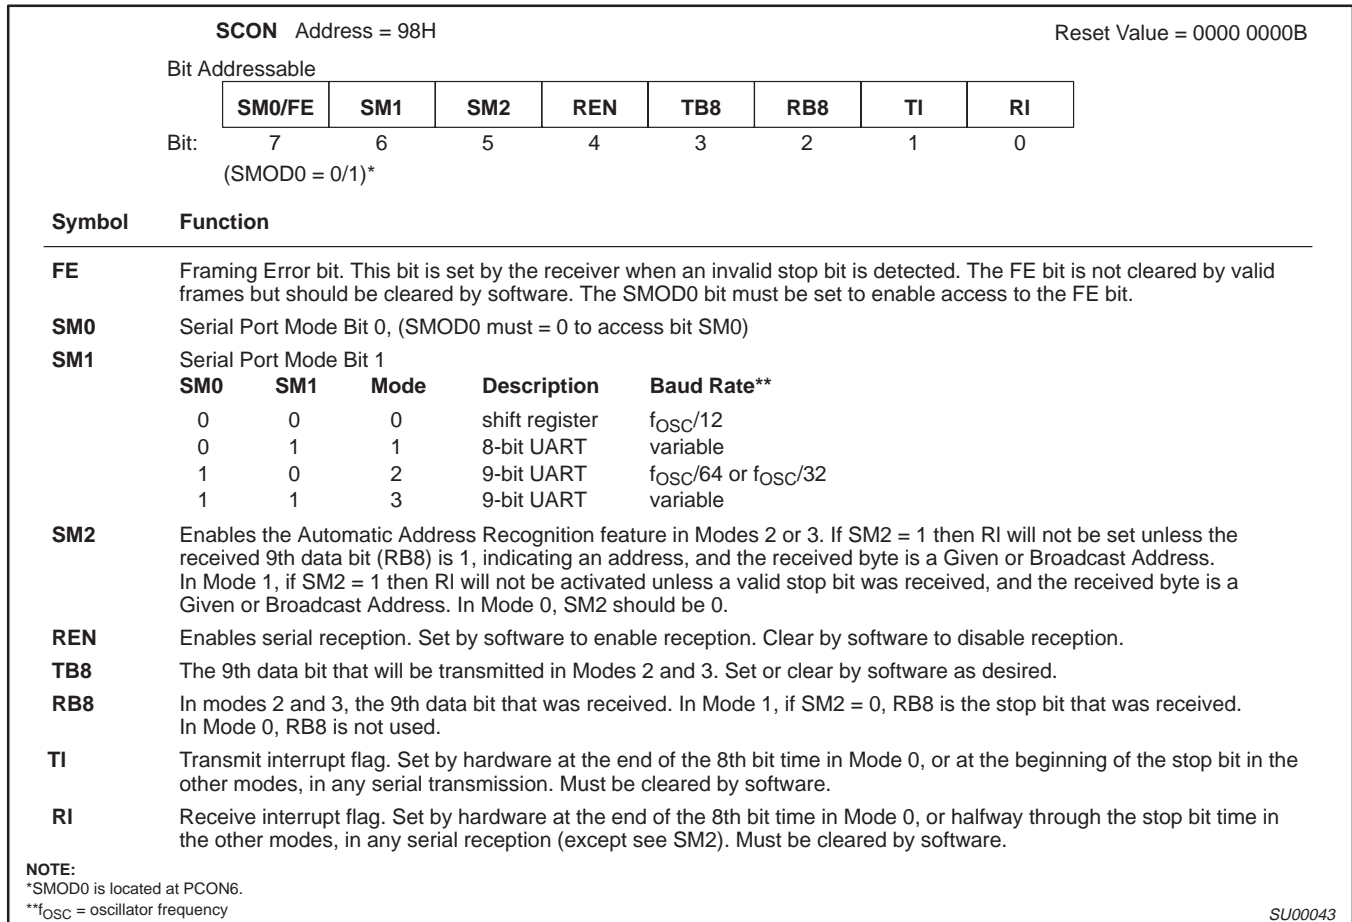 SCON Address = 98H Reset Value = 0000 0000B
Bit Addressable
SM0/FE SM1 SM2 REN TB8 RB8 TI RI
Bit: 7 6 5 4 3 2 1 0
(SMOD0 = 0/1)*
Symbol Function
FE Framing Error bit. This bit is set by the receiver when an invalid stop bit is detected. The FE bit is not cleared by valid
frames but should be cleared by software. The SMOD0 bit must be set to enable access to the FE bit.
SM0 Serial Port Mode Bit 0, (SMOD0 must = 0 to access bit SM0)
SM1 Serial Port Mode Bit 1
SM0 SM1 Mode Description Baud Rate**
0 0 0 shift register fOSC/12
0 1 1 8-bit UART variable
1 0 2 9-bit UART fOSC/64 or fOSC/32
1 1 3 9-bit UART variable
SM2 Enables the Automatic Address Recognition feature in Modes 2 or 3. If SM2 = 1 then RI will not be set unless the
received 9th data bit (RB8) is 1, indicating an address, and the received byte is a Given or Broadcast Address.
In Mode 1, if SM2 = 1 then RI will not be activated unless a valid stop bit was received, and the received byte is a
Given or Broadcast Address. In Mode 0, SM2 should be 0.
REN Enables serial reception. Set by software to enable reception. Clear by software to disable reception.
TB8 The 9th data bit that will be transmitted in Modes 2 and 3. Set or clear by software as desired.
RB8 In modes 2 and 3, the 9th data bit that was received. In Mode 1, if SM2 = 0, RB8 is the stop bit that was received.
In Mode 0, RB8 is not used.
TI Transmit interrupt flag. Set by hardware at the end of the 8th bit time in Mode 0, or at the beginning of the stop bit in the
other modes, in any serial transmission. Must be cleared by software.
RI Receive interrupt flag. Set by hardware at the end of the 8th bit time in Mode 0, or halfway through the stop bit time in
the other modes, in any serial reception (except see SM2). Must be cleared by software.
NOTE:
*SMOD0 is located at PCON6.
**fOSC = oscillator frequency SU00043